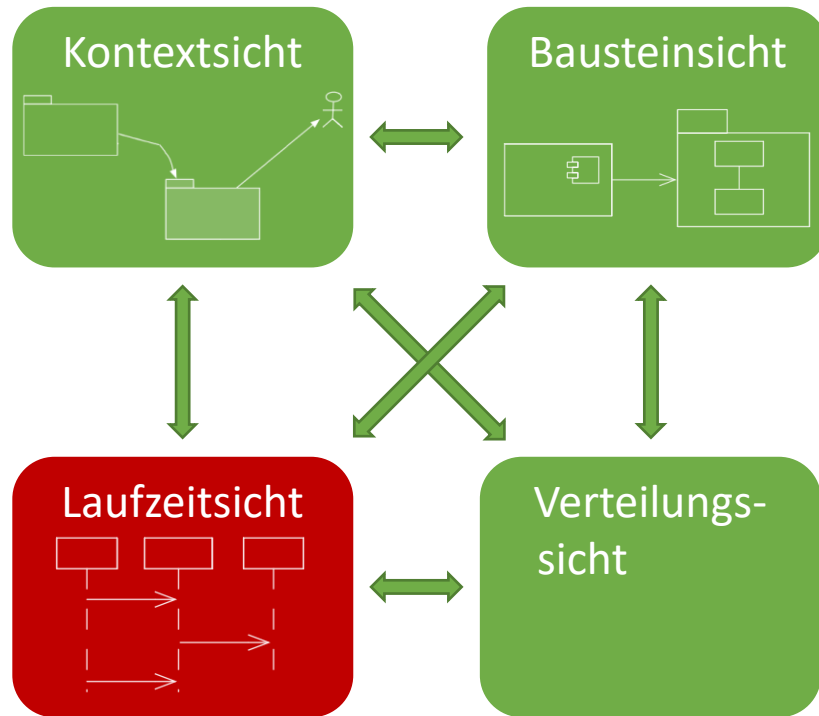 Kontextsicht
Bausteinsicht
Laufzeitsicht
Verteilungs-
sicht